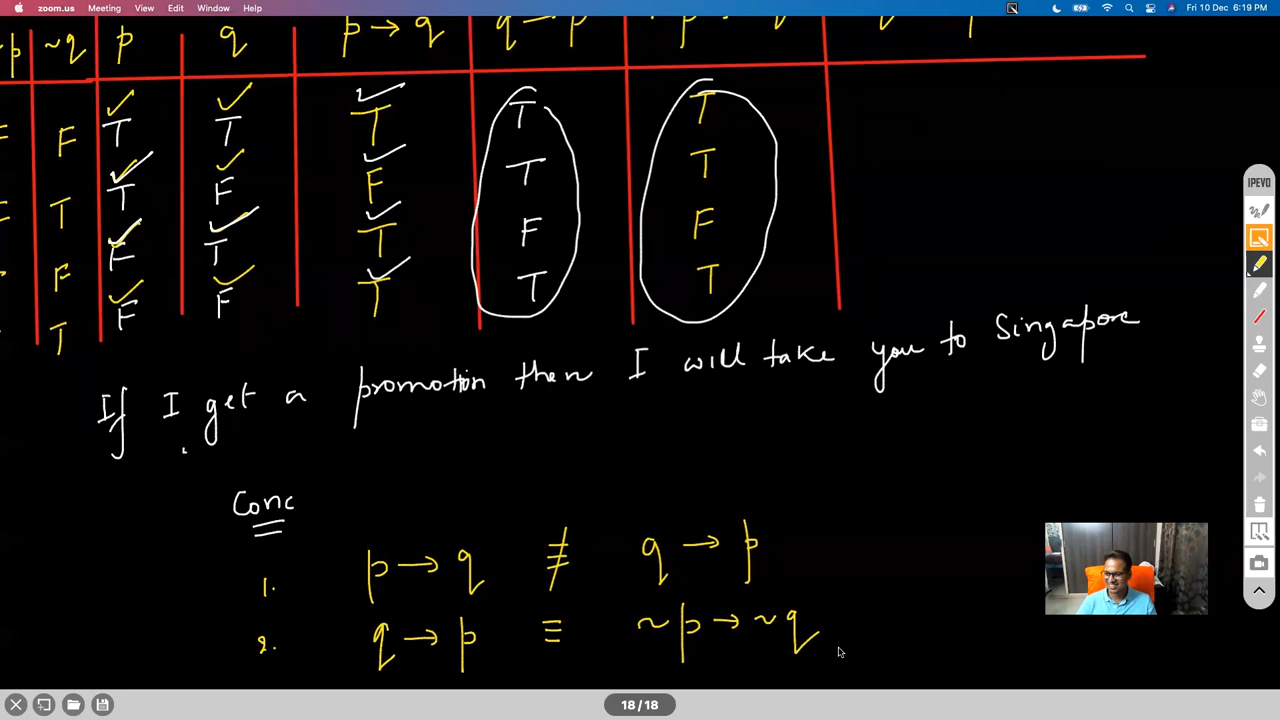 zoom.us Meeting View Edit Window Help Fri 10 Dec 6:19 PM
~q p q p → q
F T T T T T
T T F F T T
F F T T F F
T F F T T T
If I get a promotion then I will take you to Singapore
Conc
1. p → q ≢ q → p
2. q → p ≡ ~p → ~q
IPEVO
18/18